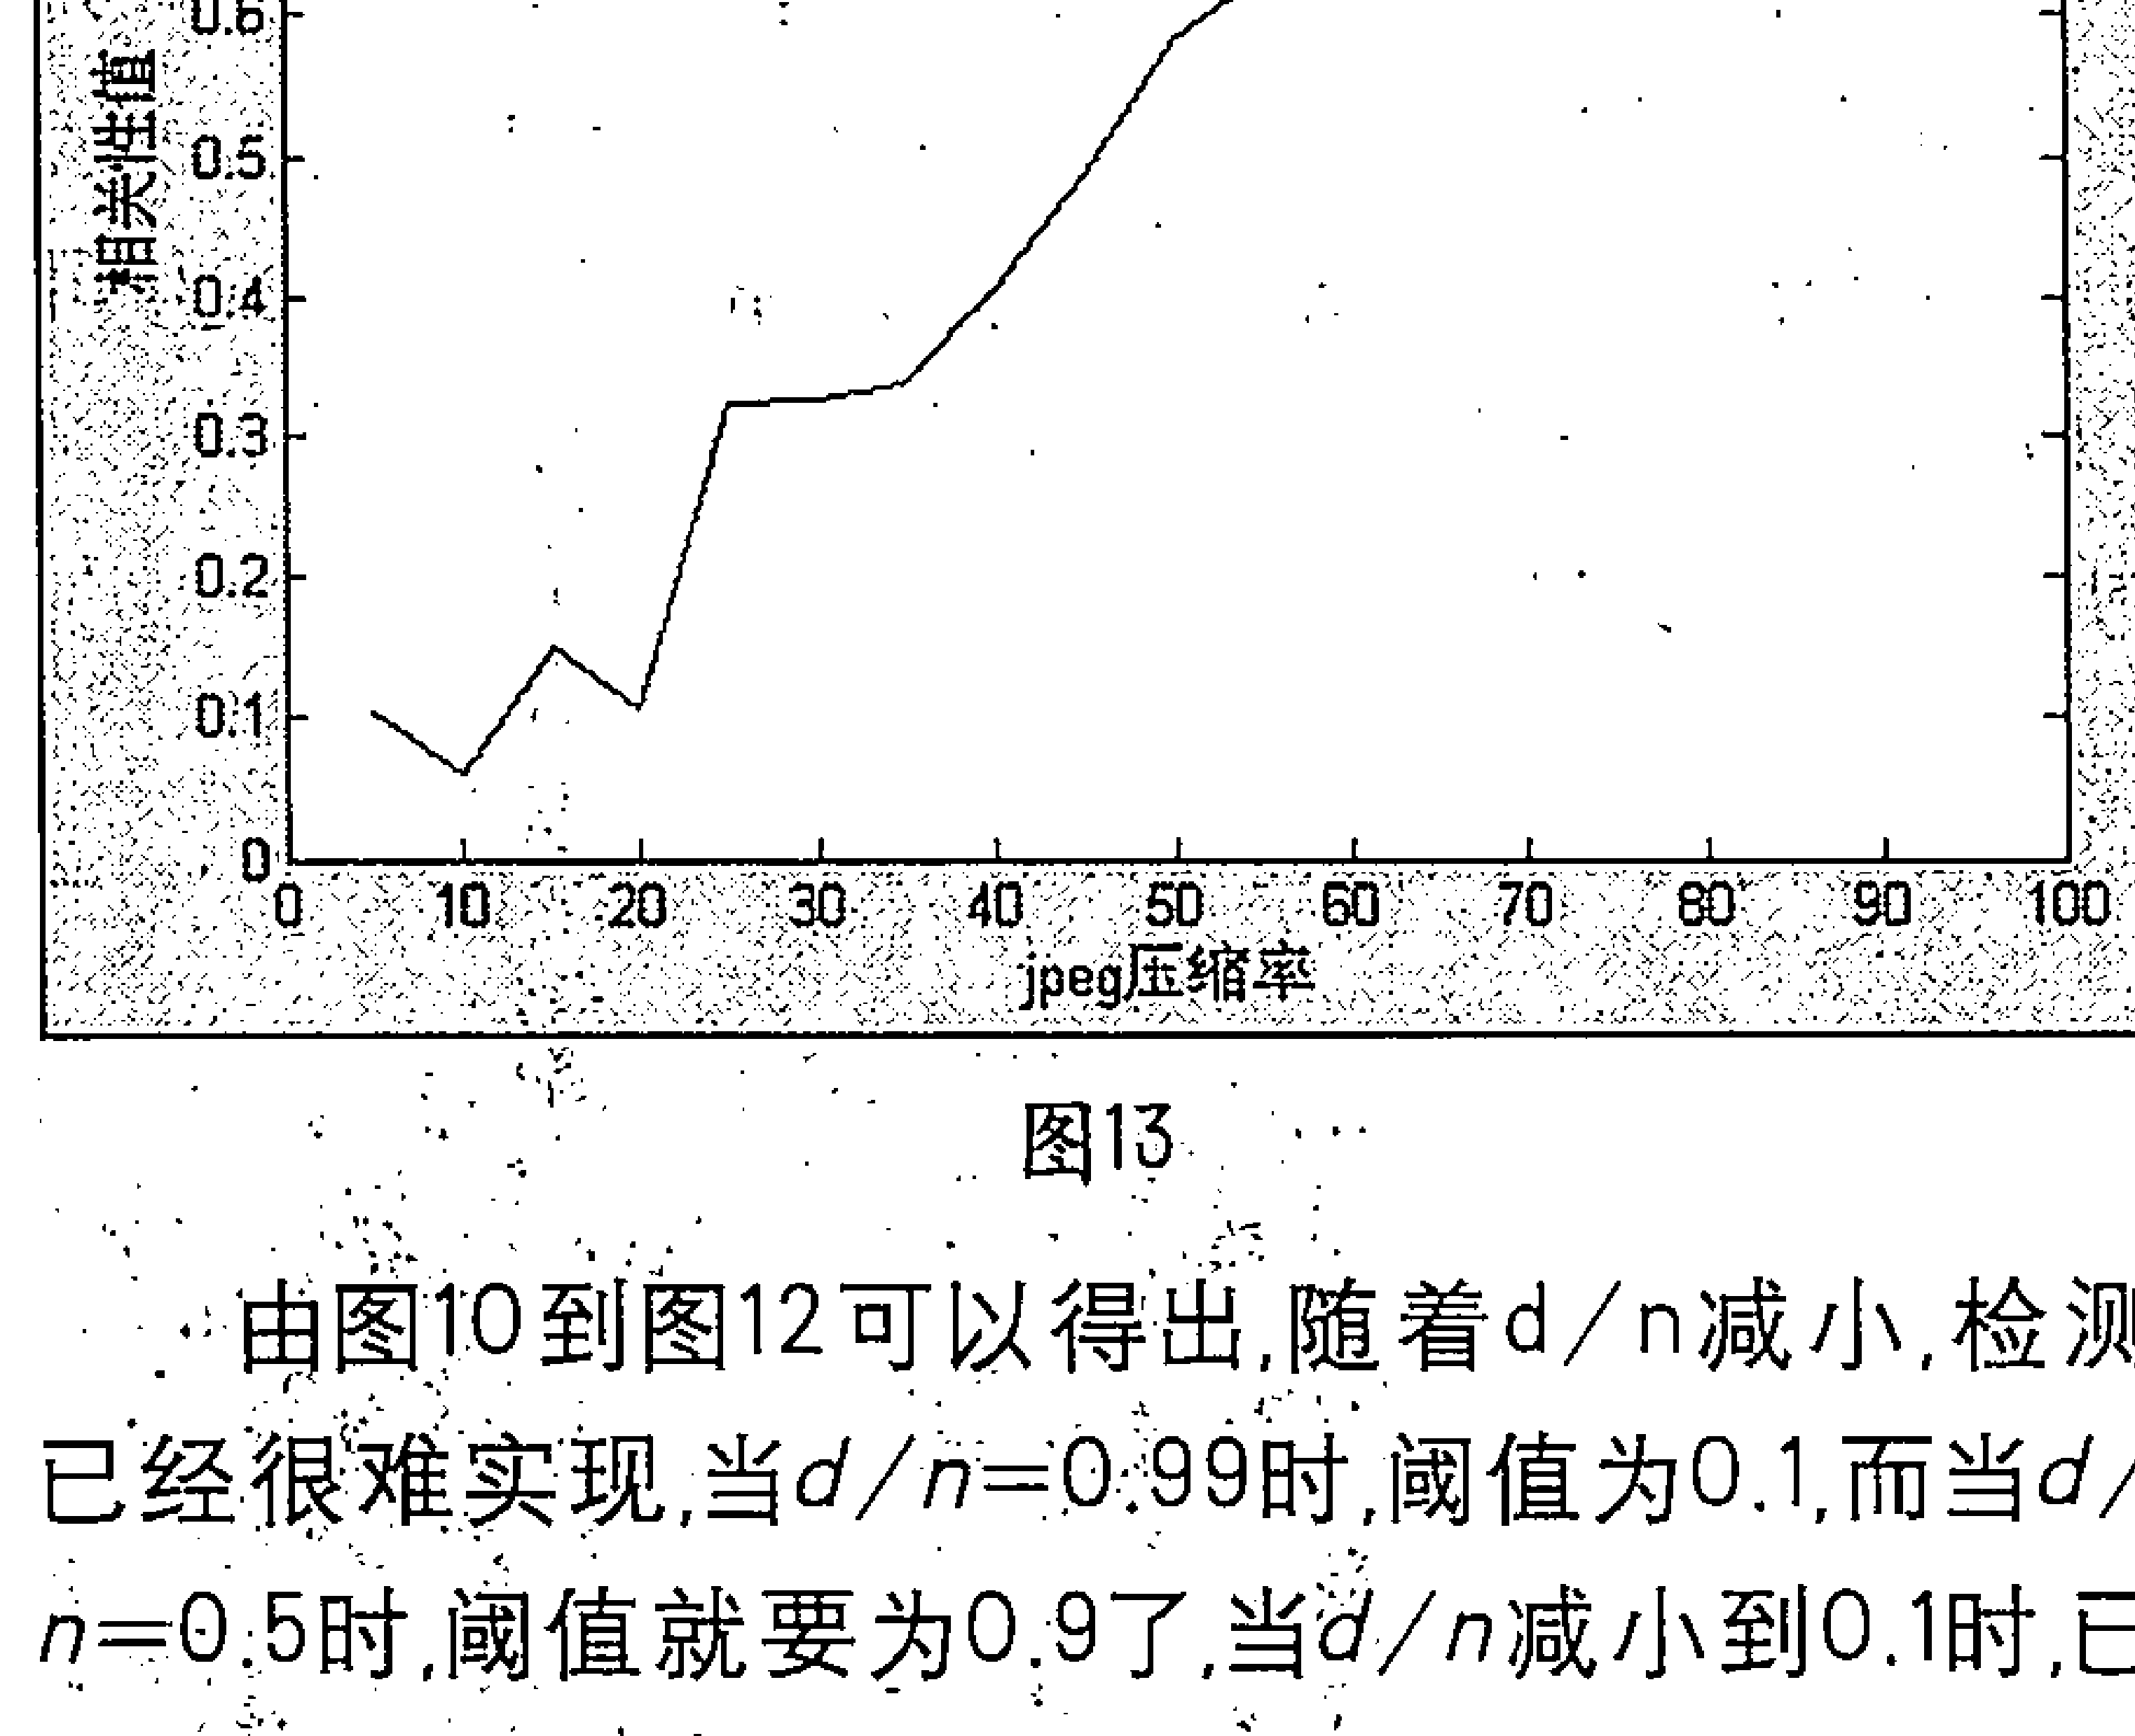 0.6
相关性值
0.5
0.4
0.3
0.2
0.1
0
0 10 20 30 40 50 60 70 80 90 100
jpeg压缩率
图13
由图10到图12可以得出,随着d/n减小,检测
已经很难实现,当d/n=0.99时,阈值为0.1,而当d/
n=0.5时,阈值就要为0.9了,当d/n减小到0.1时,已